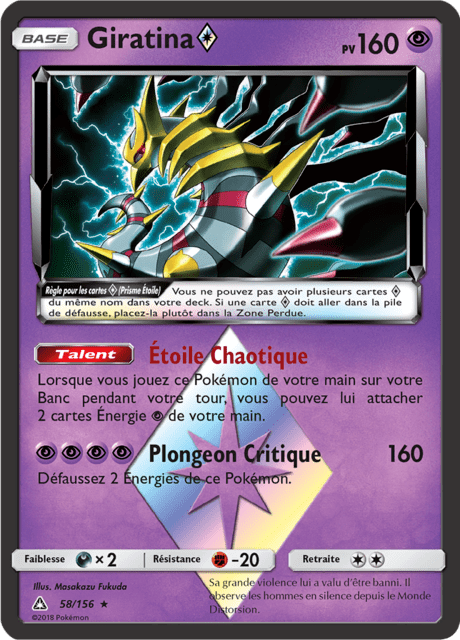 BASE Giratina PV160
Règle pour les cartes ◇ (Prisme Étoile) Vous ne pouvez pas avoir plusieurs cartes ◇
du même nom dans votre deck. Si une carte ◇ doit aller dans la pile
de défausse, placez-la plutôt dans la Zone Perdue.
Talent Étoile Chaotique
Lorsque vous jouez ce Pokémon de votre main sur votre
Banc pendant votre tour, vous pouvez lui attacher
2 cartes Énergie de votre main.
Plongeon Critique 160
Défaussez 2 Énergies de ce Pokémon.
Faiblesse ×2 Résistance -20 Retraite
Illus. Masakazu Fukuda
58/156 ★
©2018 Pokémon
Sa grande violence lui a valu d'être banni. Il
observe les hommes en silence depuis le Monde
Distorsion.